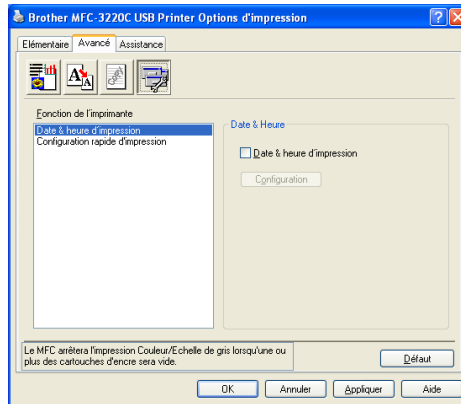 Brother MFC-3220C USB Printer Options d'impression
Elémentaire Avancé Assistance
Fonction de l'imprimante
Date & heure d'impression
Configuration rapide d'impression
Date & Heure
Date & heure d'impression
Configuration
Le MFC arrêtera l'impression Couleur/Echelle de gris lorsqu'une ou
plus des cartouches d'encre sera vide.
Défaut
OK Annuler Appliquer Aide